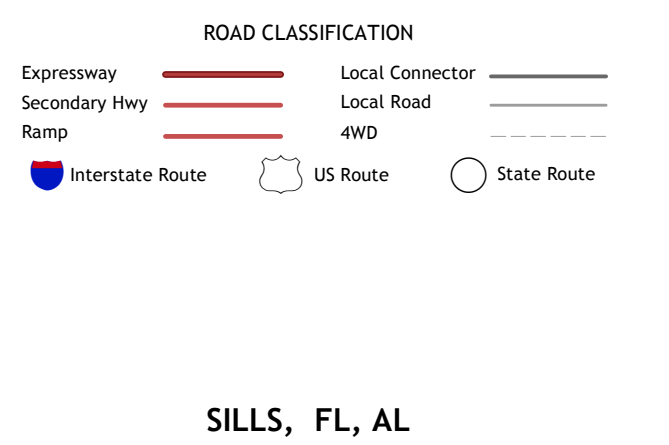 ROAD CLASSIFICATION
Expressway
Local Connector
Secondary Hwy
Local Road
Ramp
4WD
Interstate Route
US Route
State Route
SILLS, FL, AL